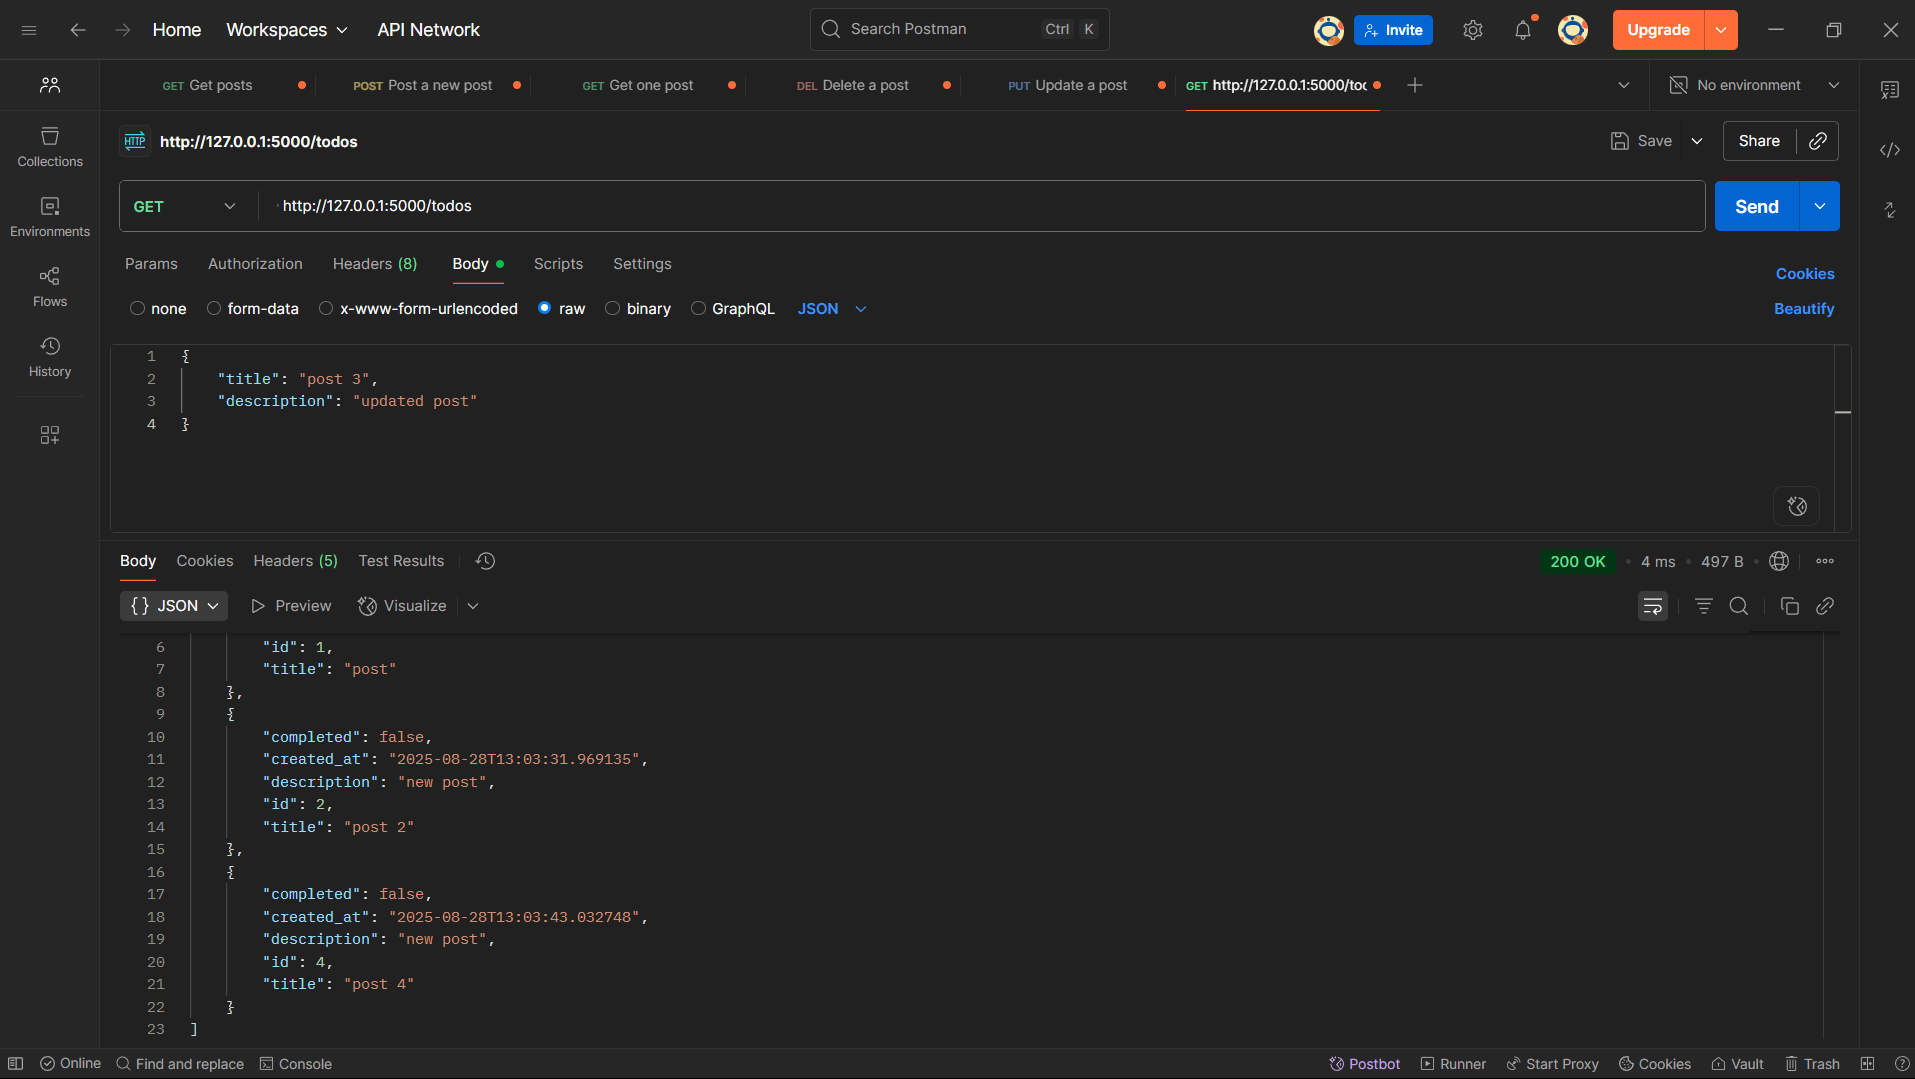 Home Workspaces API Network Search Postman Ctrl K Invite Upgrade
GET Get posts POST Post a new post GET Get one post DEL Delete a post PUT Update a post GET http://127.0.0.1:5000/toc No environment
HTTP http://127.0.0.1:5000/todos Save Share
Collections
Environments
Flows
History
GET http://127.0.0.1:5000/todos Send
Params Authorization Headers (8) Body Scripts Settings Cookies
none form-data x-www-form-urlencoded raw binary GraphQL JSON Beautify
1 {
2 "title": "post 3",
3 "description": "updated post"
4 }
Body Cookies Headers (5) Test Results 200 OK 4 ms 497 B
{} JSON Preview Visualize
6 "id": 1,
7 "title": "post"
8 },
9 {
10 "completed": false,
11 "created_at": "2025-08-28T13:03:31.969135",
12 "description": "new post",
13 "id": 2,
14 "title": "post 2"
15 },
16 {
17 "completed": false,
18 "created_at": "2025-08-28T13:03:43.032748",
19 "description": "new post",
20 "id": 4,
21 "title": "post 4"
22 }
23 ]
Online Find and replace Console Postbot Runner Start Proxy Cookies Vault Trash